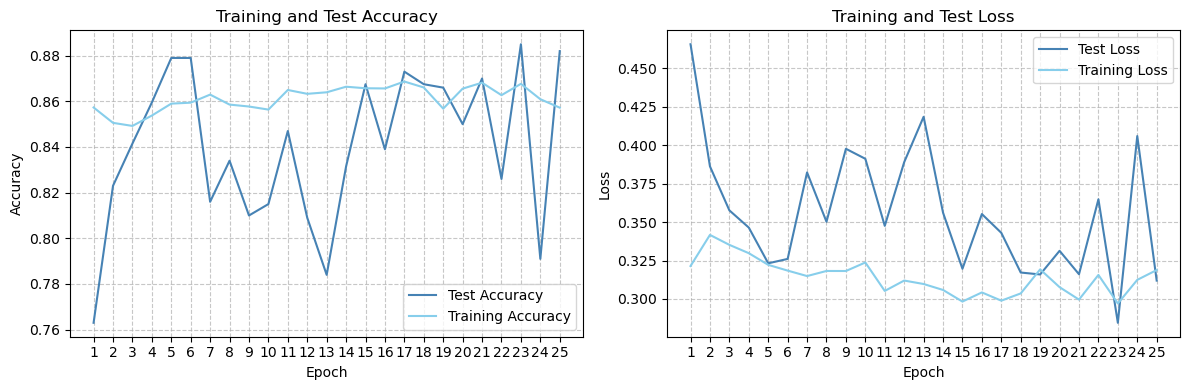 Training and Test Accuracy
Accuracy
0.88
0.86
0.84
0.82
0.80
0.78
0.76
Test Accuracy
Training Accuracy
1 2 3 4 5 6 7 8 9 10 11 12 13 14 15 16 17 18 19 20 21 22 23 24 25
Epoch
Training and Test Loss
Loss
0.450
0.425
0.400
0.375
0.350
0.325
0.300
Test Loss
Training Loss
1 2 3 4 5 6 7 8 9 10 11 12 13 14 15 16 17 18 19 20 21 22 23 24 25
Epoch